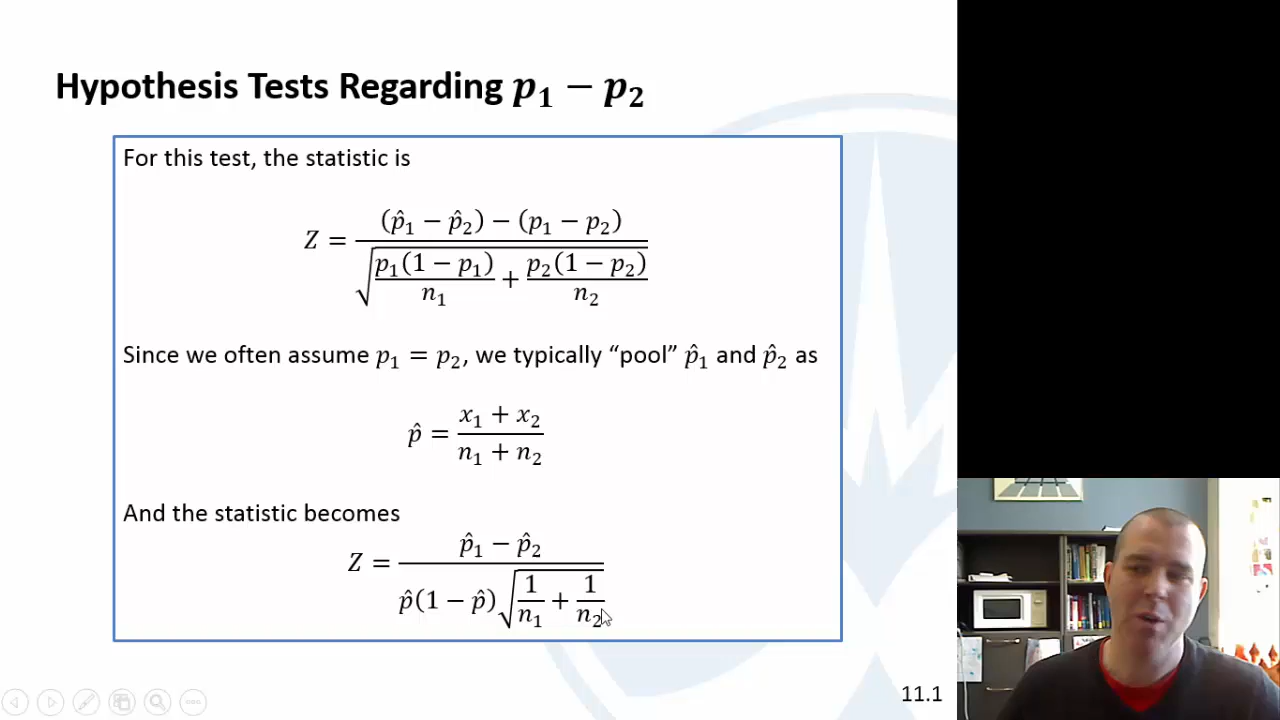 Hypothesis Tests Regarding p₁ − p₂
For this test, the statistic is
Z = ((p̂₁ − p̂₂) − (p₁ − p₂)) / √(p₁(1 − p₁)/n₁ + p₂(1 − p₂)/n₂)
Since we often assume p₁ = p₂, we typically “pool” p̂₁ and p̂₂ as
p̂ = (x₁ + x₂) / (n₁ + n₂)
And the statistic becomes
Z = (p̂₁ − p̂₂) / (p̂(1 − p̂)√(1/n₁ + 1/n₂))
11.1